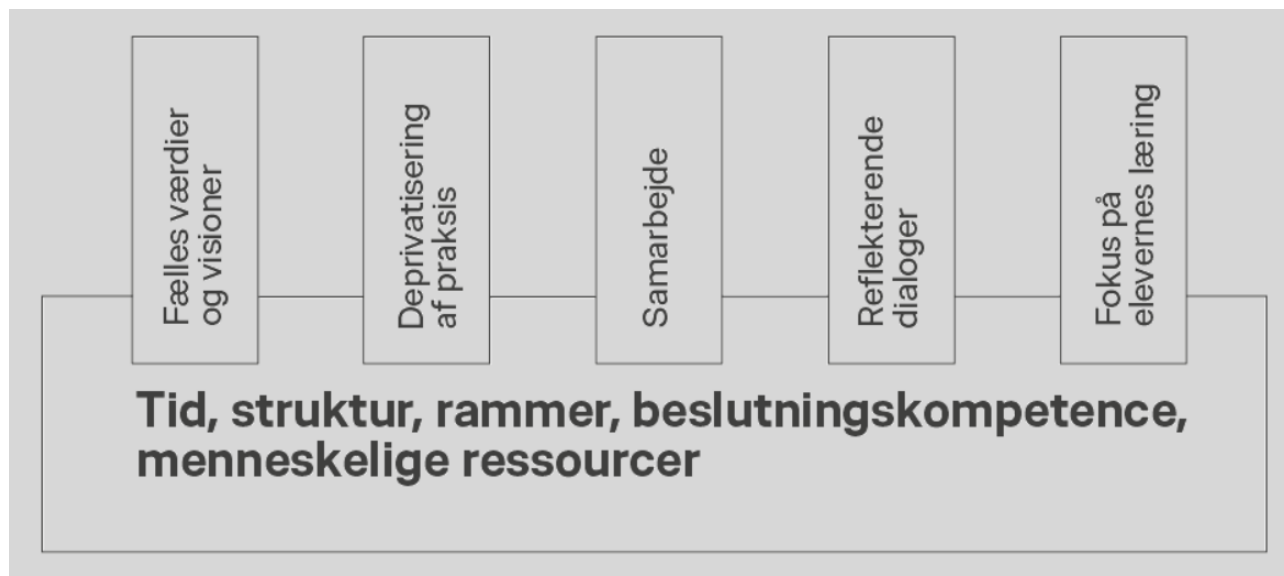 Fælles værdier
og visioner
Deprivatisering
af praksis
Samarbejde
Reflekterende
dialoger
Fokus på
elevernes læring
Tid, struktur, rammer, beslutningskompetence,
menneskelige ressourcer